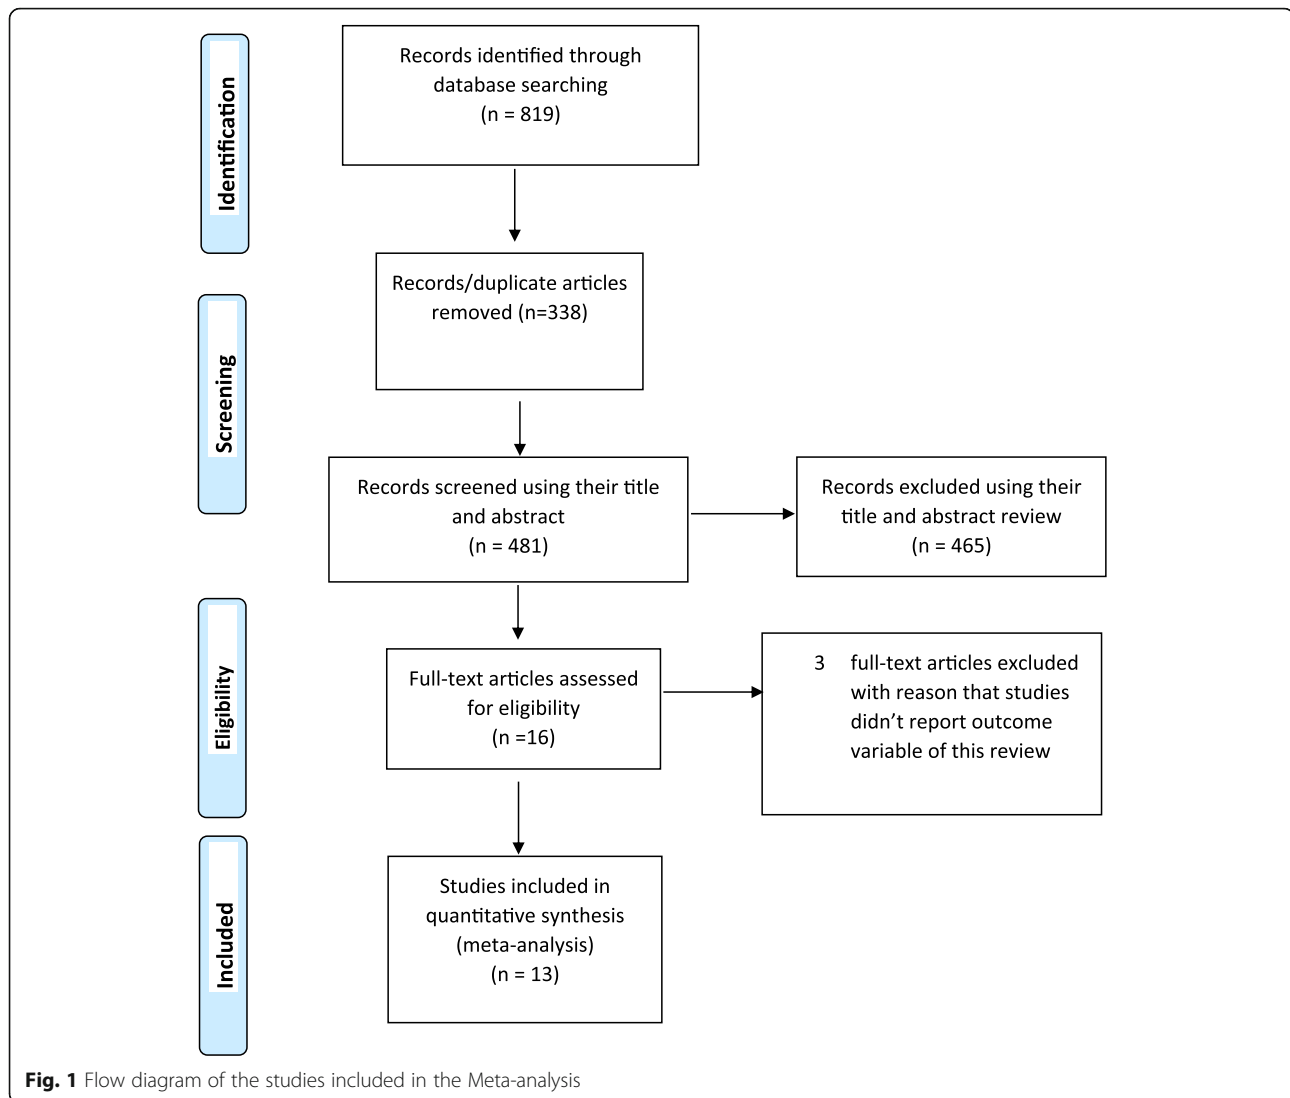 Identification
Records identified through
database searching
(n = 819)
Records/duplicate articles
removed (n=338)
Screening
Records screened using their title
and abstract
(n = 481)
Records excluded using their
title and abstract review
(n = 465)
Eligibility
Full-text articles assessed
for eligibility
(n =16)
3 full-text articles excluded
with reason that studies
didn’t report outcome
variable of this review
Included
Studies included in
quantitative synthesis
(meta-analysis)
(n = 13)
Fig. 1 Flow diagram of the studies included in the Meta-analysis